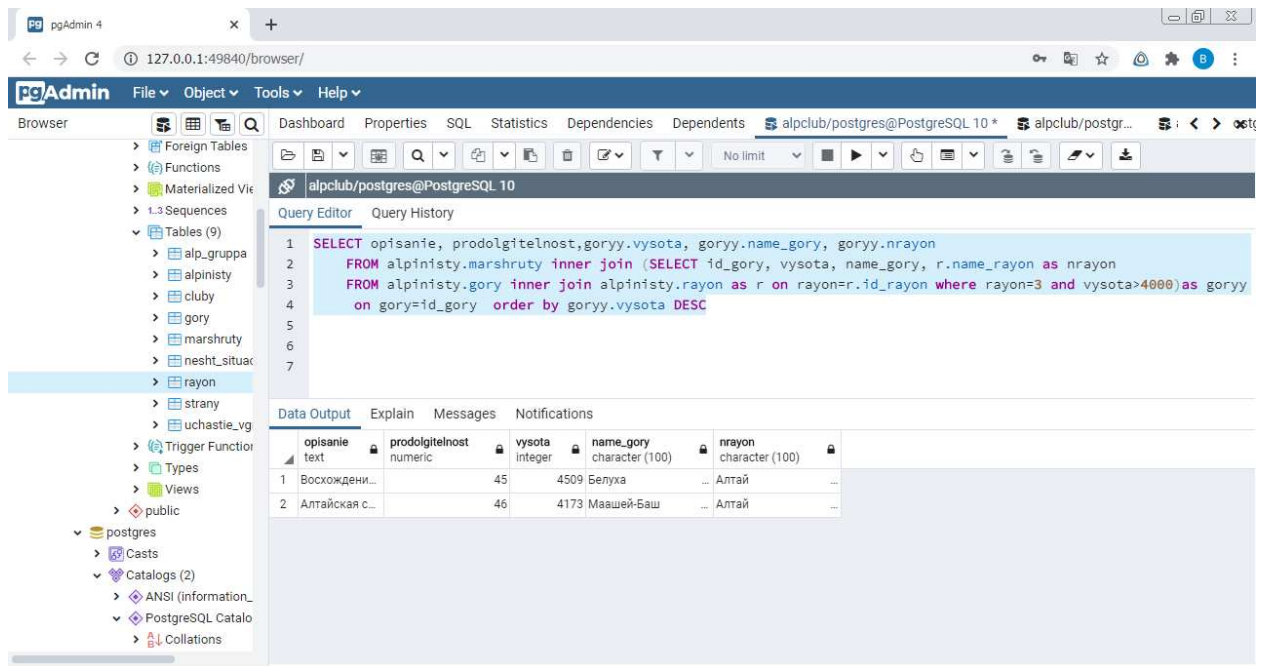 pgAdmin 4
127.0.0.1:49840/browser/
B
pgAdmin File Object Tools Help
Browser
Dashboard Properties SQL Statistics Dependencies Dependents alpclub/postgres@PostgreSQL 10 * alpclub/postgr...
Foreign Tables
Functions
Materialized Vie
1..3 Sequences
Tables (9)
alp_gruppa
alpinisty
cluby
gory
marshruty
nesht_situac
rayon
strany
uchastie_vg
Trigger Function
Types
Views
public
postgres
Casts
Catalogs (2)
ANSI (information_
PostgreSQL Catalo
Collations
No limit
alpclub/postgres@PostgreSQL 10
Query Editor Query History
1 SELECT opisanie, prodolgitelnost,goryy.vysota, goryy.name_gory, goryy.nrayon
2 FROM alpinisty.marshruty inner join (SELECT id_gory, vysota, name_gory, r.name_rayon as nrayon
3 FROM alpinisty.gory inner join alpinisty.rayon as r on rayon=r.id_rayon where rayon=3 and vysota>4000)as goryy
4 on gory=id_gory order by goryy.vysota DESC
5
6
7
Data Output Explain Messages Notifications
opisanie prodolgitelnost vysota name_gory nrayon
text numeric integer character (100) character (100)
1 Восхождени... 45 4509 Белуха ... Алтай ...
2 Алтайская с... 46 4173 Маашей-Баш ... Алтай ...